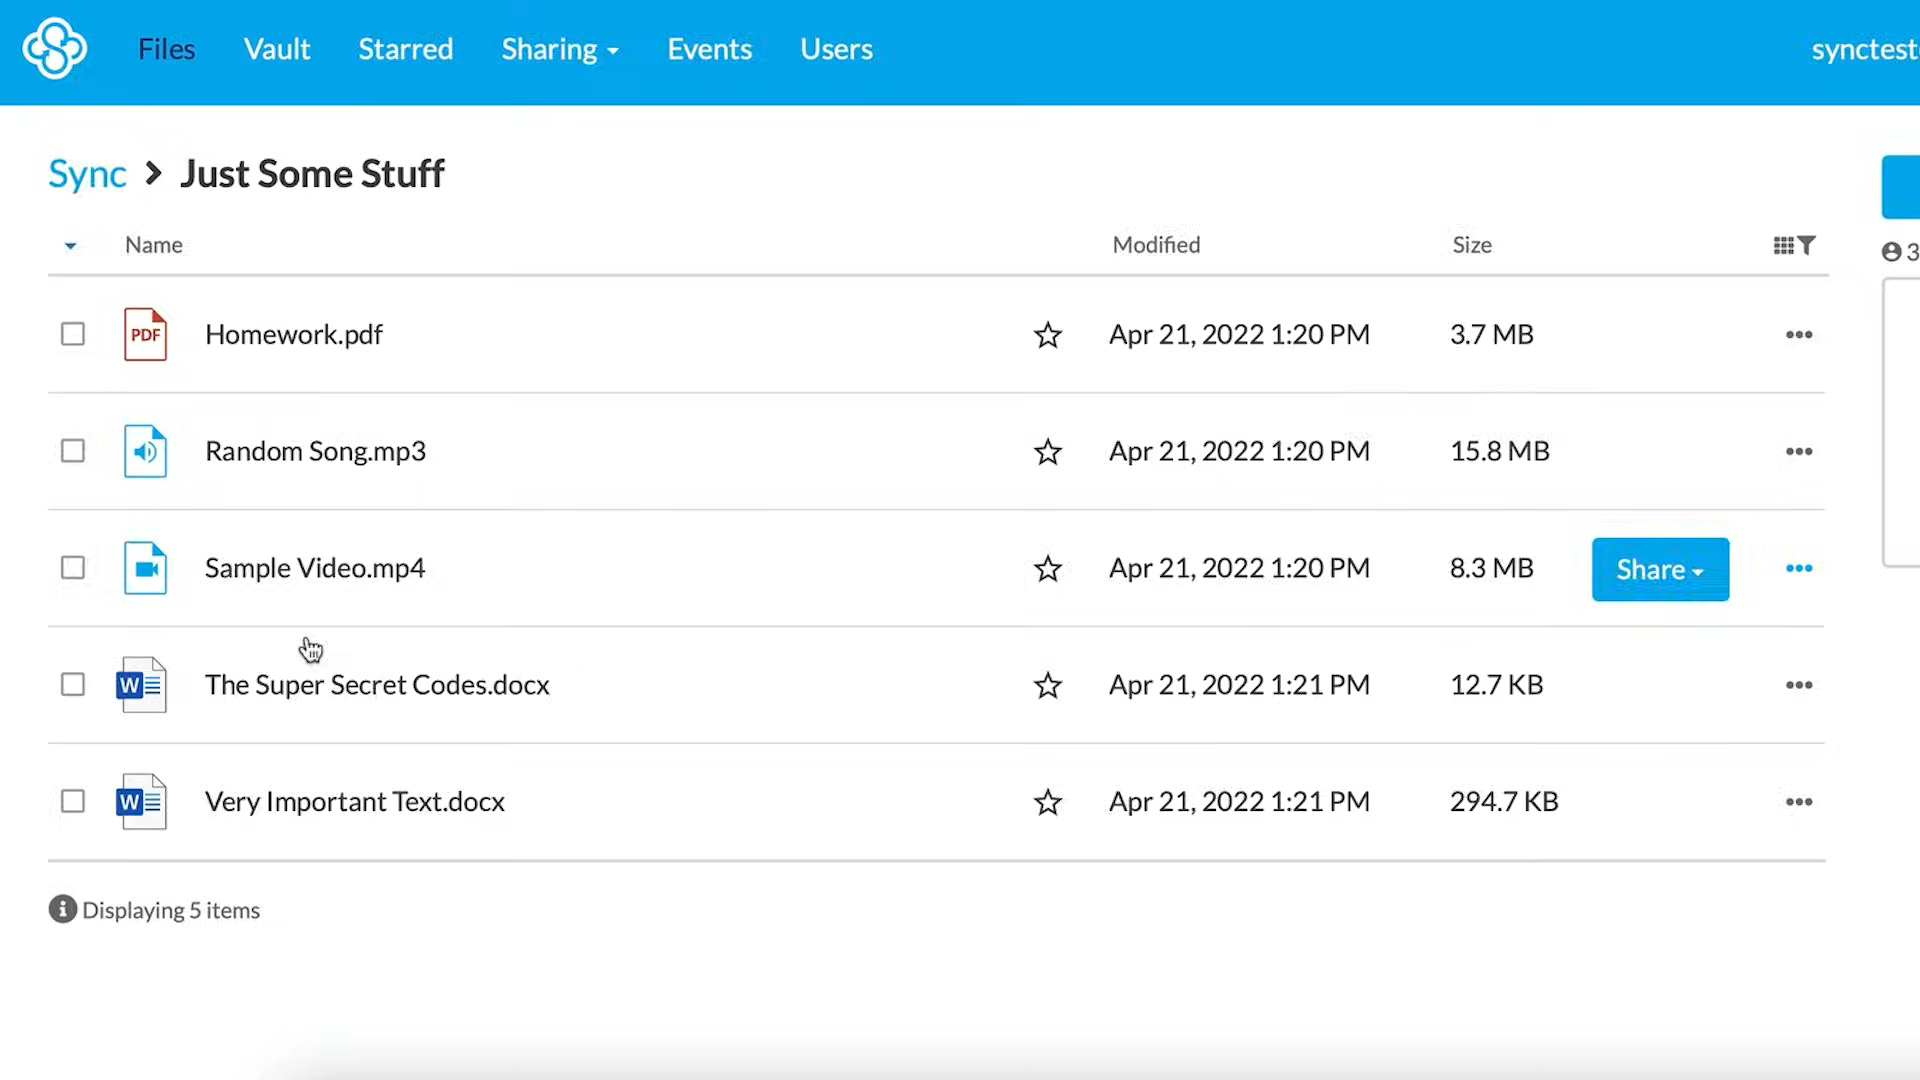 Files Vault Starred Sharing Events Users synctest
Sync > Just Some Stuff
Name Modified Size
3
PDF Homework.pdf Apr 21, 2022 1:20 PM 3.7 MB
Random Song.mp3 Apr 21, 2022 1:20 PM 15.8 MB
Sample Video.mp4 Apr 21, 2022 1:20 PM 8.3 MB Share
W The Super Secret Codes.docx Apr 21, 2022 1:21 PM 12.7 KB
W Very Important Text.docx Apr 21, 2022 1:21 PM 294.7 KB
Displaying 5 items